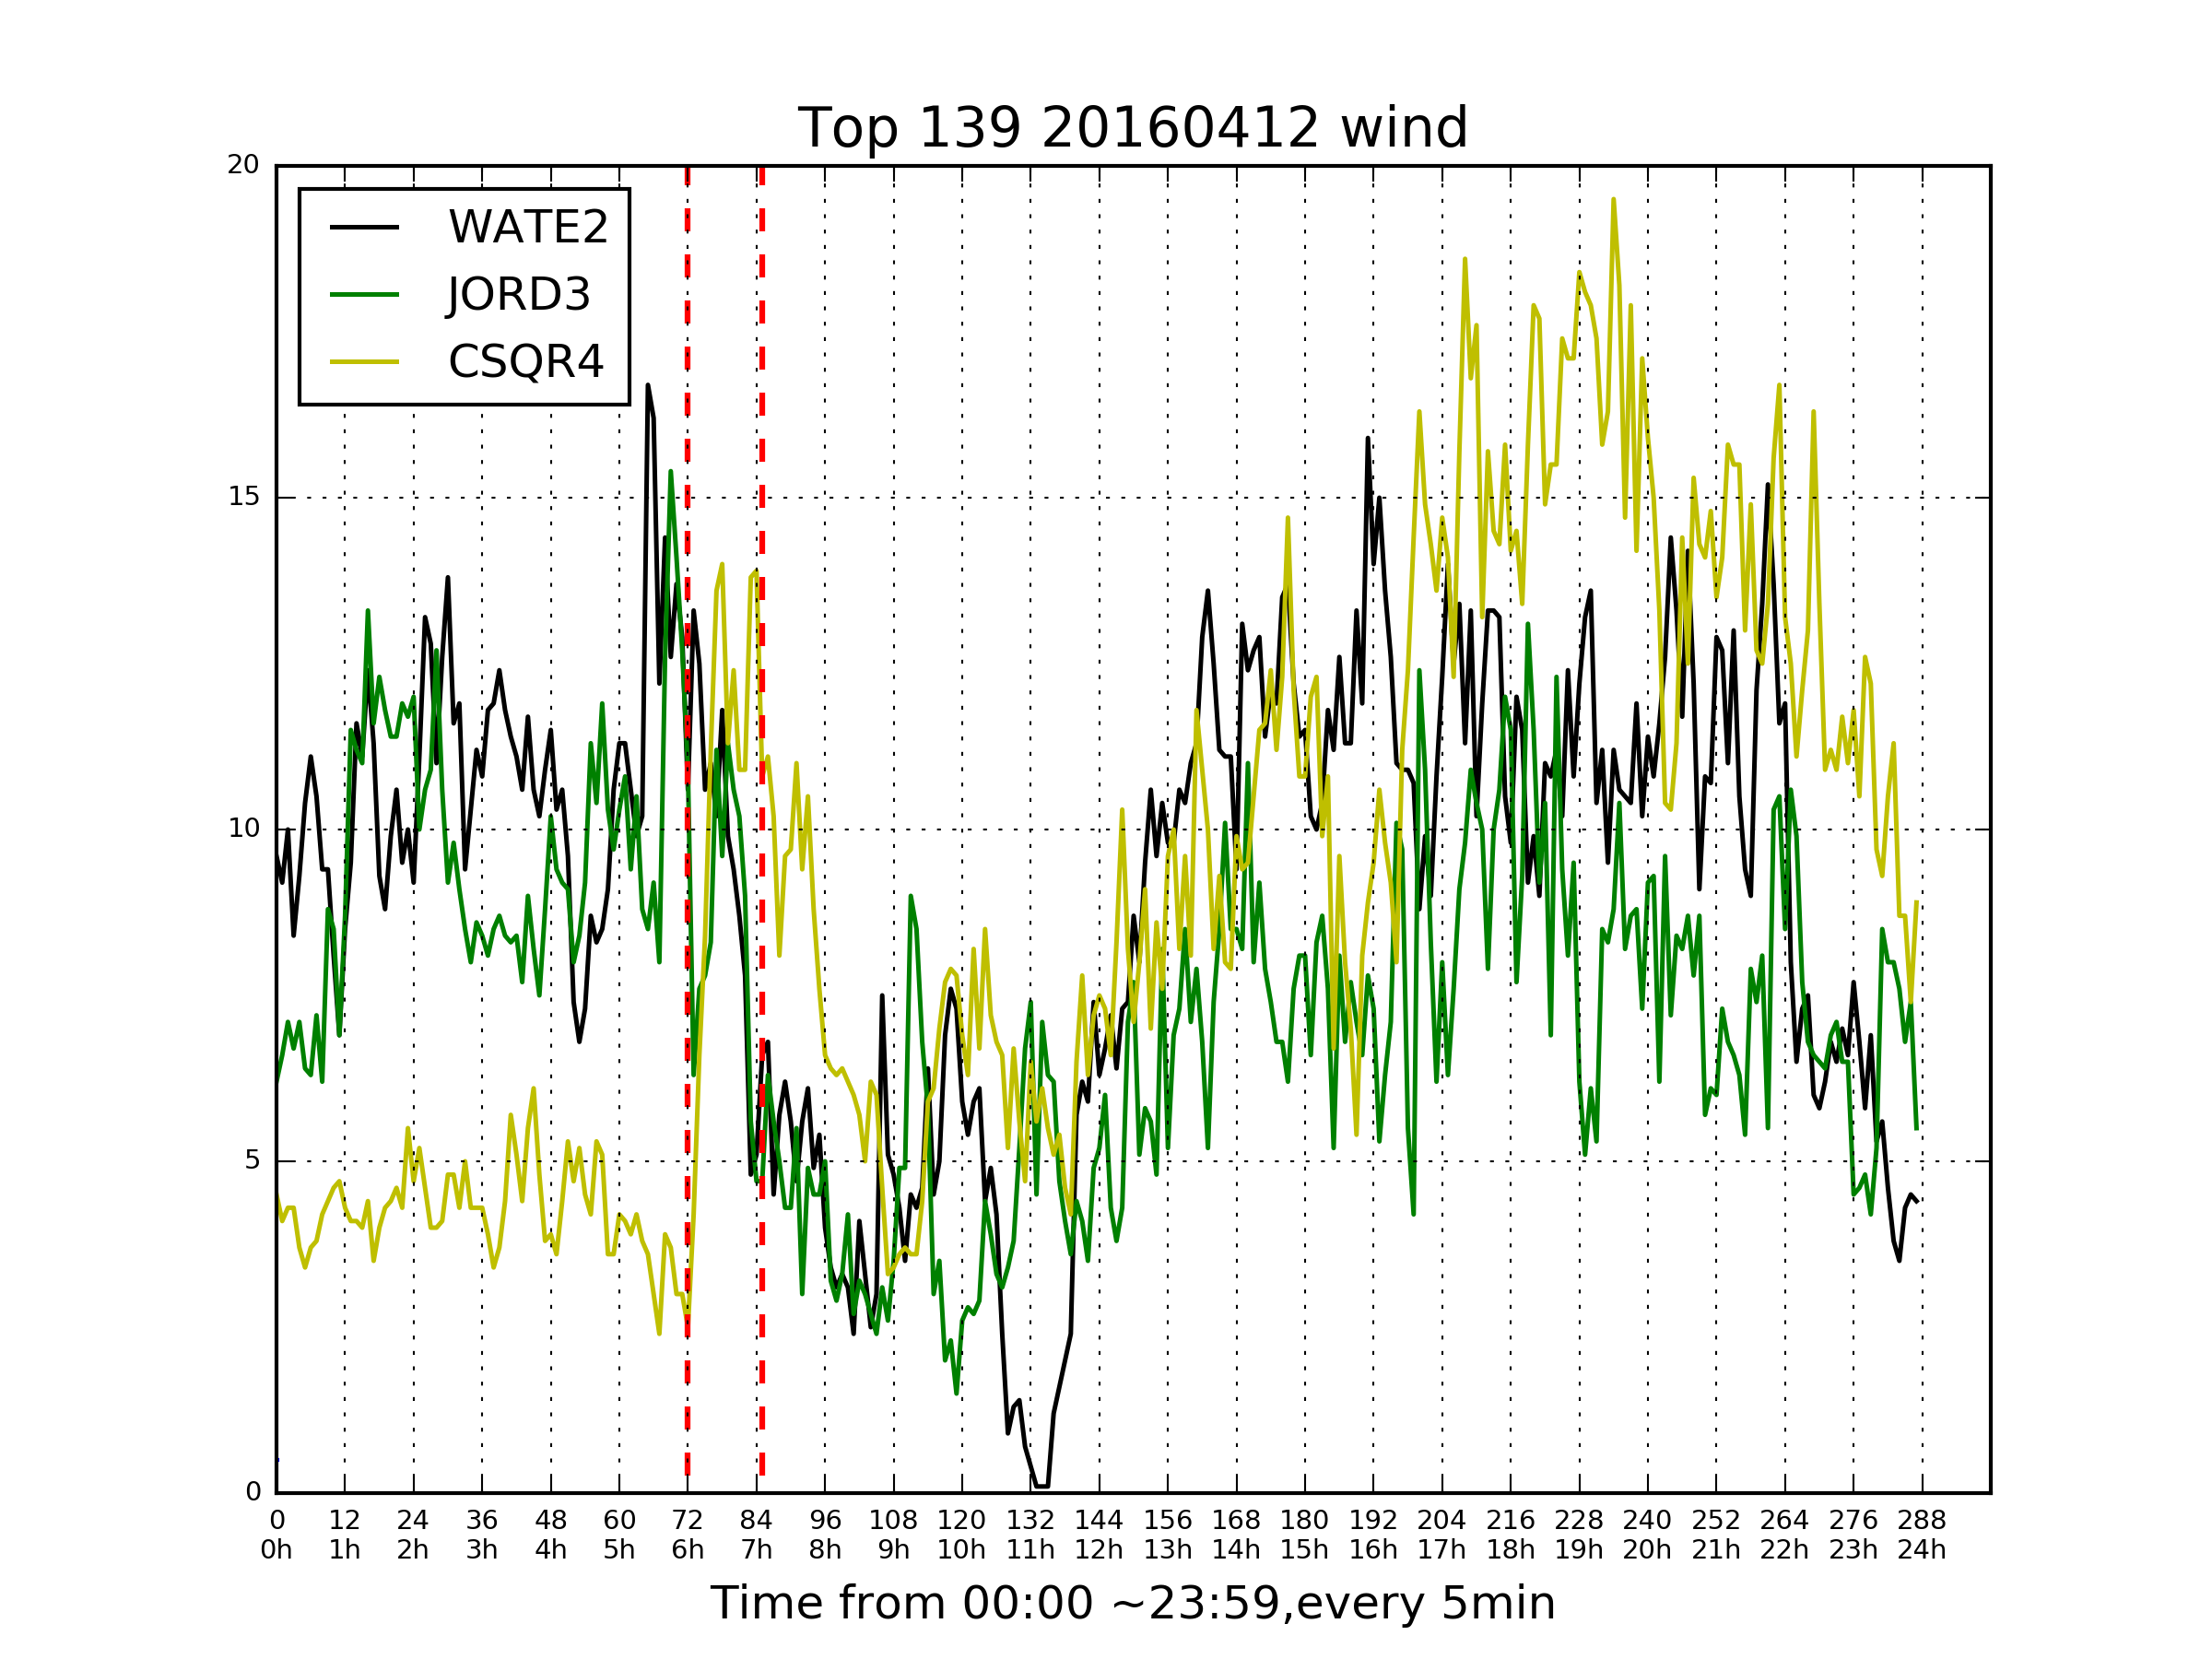 Top 139 20160412 wind
20
15
10
5
0
WATE2
JORD3
CSQR4
0 12 24 36 48 60 72 84 96 108 120 132 144 156 168 180 192 204 216 228 240 252 264 276 288
0h 1h 2h 3h 4h 5h 6h 7h 8h 9h 10h 11h 12h 13h 14h 15h 16h 17h 18h 19h 20h 21h 22h 23h 24h
Time from 00:00 ~23:59,every 5min